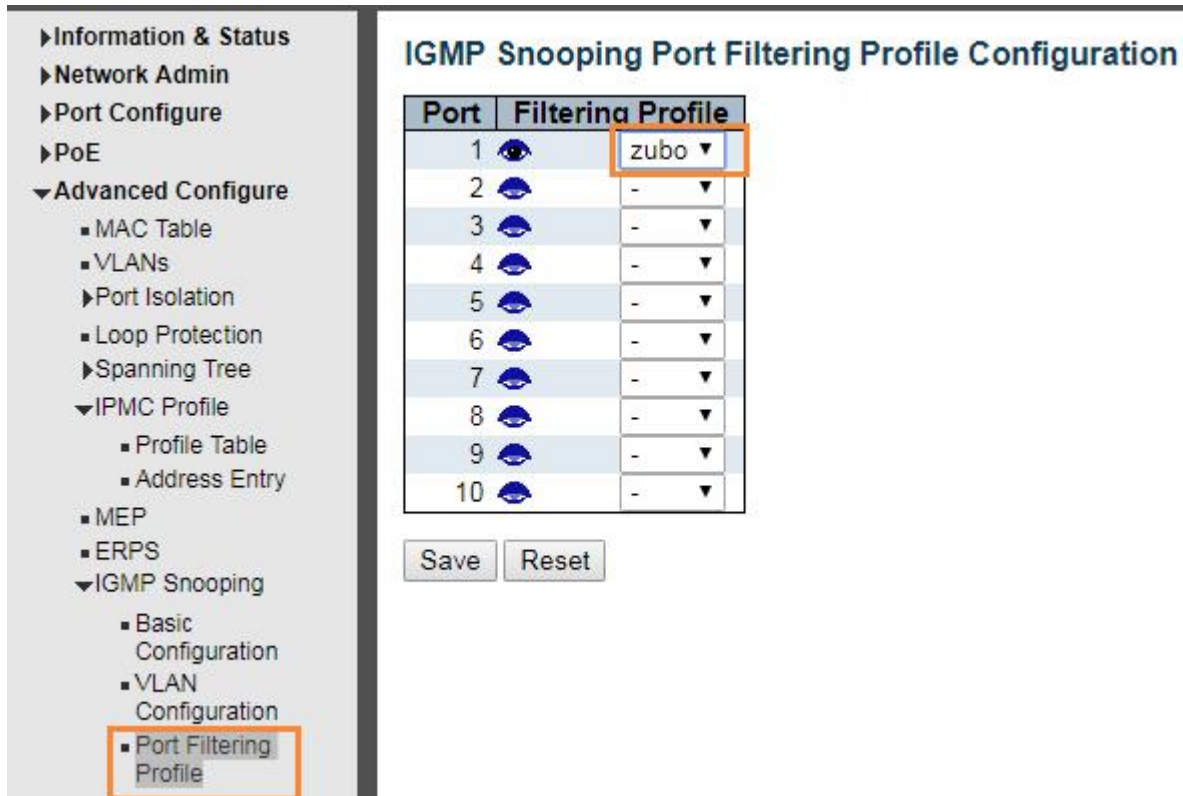 Information & Status
Network Admin
Port Configure
PoE
Advanced Configure
MAC Table
VLANs
Port Isolation
Loop Protection
Spanning Tree
IPMC Profile
Profile Table
Address Entry
MEP
ERPS
IGMP Snooping
Basic
Configuration
VLAN
Configuration
Port Filtering
Profile
IGMP Snooping Port Filtering Profile Configuration
Port Filtering Profile
1 zubo
2 -
3 -
4 -
5 -
6 -
7 -
8 -
9 -
10 -
Save Reset